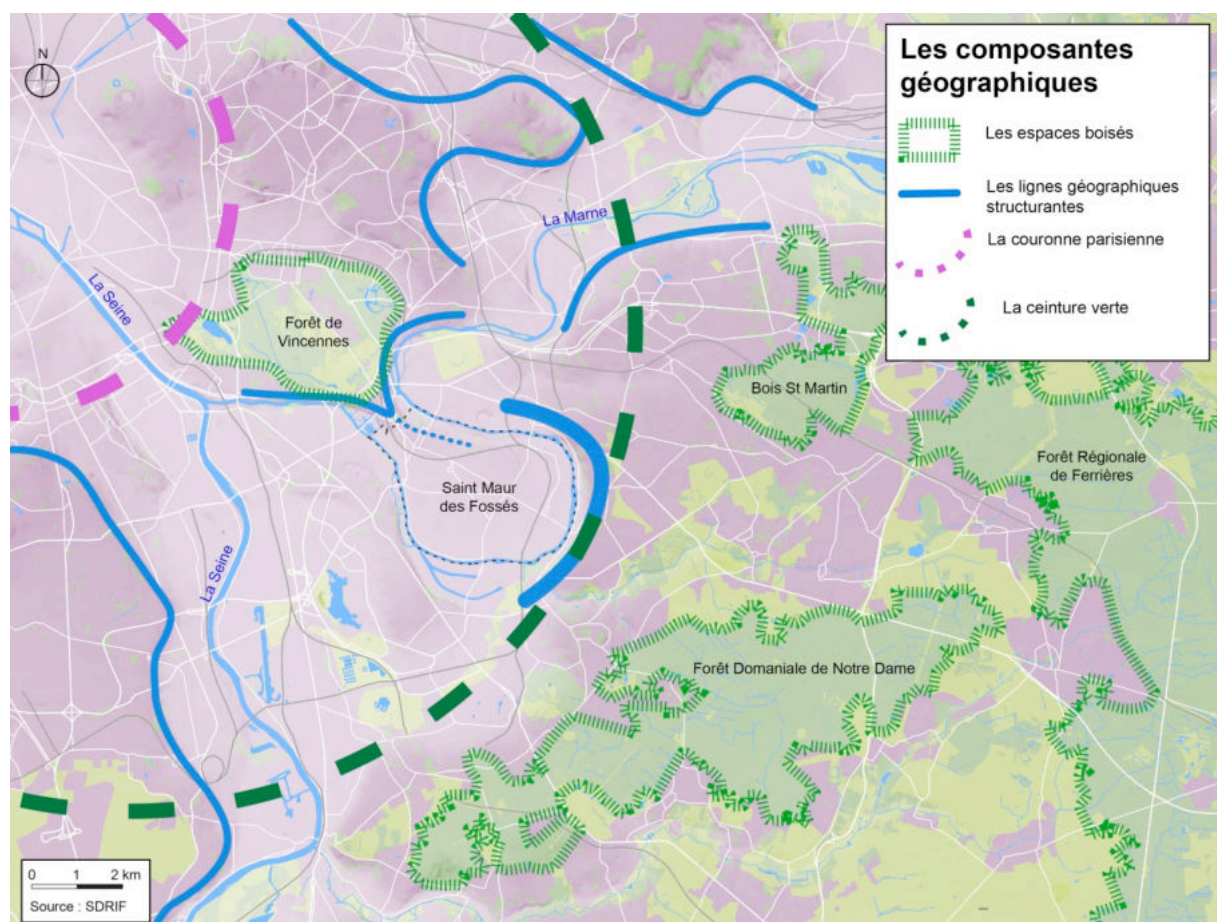 Les composantes
géographiques
Les espaces boisés
Les lignes géographiques
structurantes
La couronne parisienne
La ceinture verte
N
La Marne
La Seine
Forêt de
Vincennes
Bois St Martin
Forêt Régionale
de Ferrières
Saint Maur
des Fossés
La Seine
Forêt Domaniale de Notre Dame
0 1 2 km
Source : SDRIF